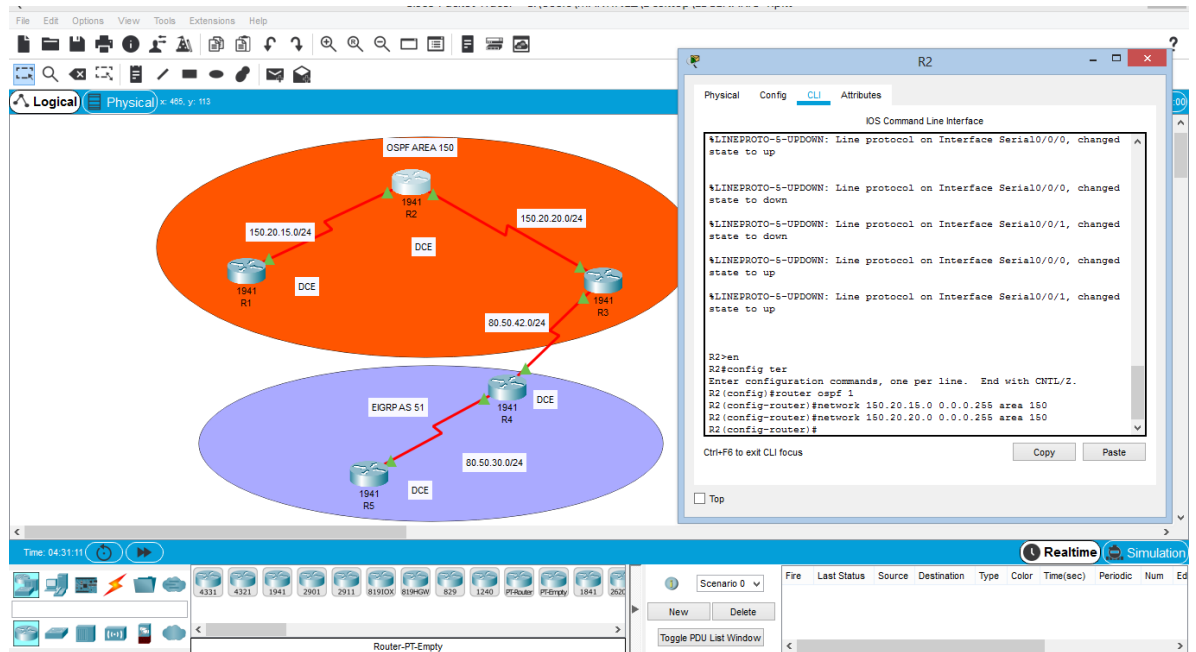 File Edit Options View Tools Extensions Help
?
Logical
Physical
x: 465, y: 113
OSPF AREA 150
1941
R2
150.20.15.0/24
150.20.20.0/24
DCE
1941
R1
DCE
1941
R3
80.50.42.0/24
EIGRP AS 51
1941
R4
DCE
80.50.30.0/24
1941
R5
DCE
R2
Physical Config CLI Attributes
IOS Command Line Interface
%LINEPROTO-5-UPDOWN: Line protocol on Interface Serial0/0/0, changed
state to up
%LINEPROTO-5-UPDOWN: Line protocol on Interface Serial0/0/0, changed
state to down
%LINEPROTO-5-UPDOWN: Line protocol on Interface Serial0/0/1, changed
state to down
%LINEPROTO-5-UPDOWN: Line protocol on Interface Serial0/0/0, changed
state to up
%LINEPROTO-5-UPDOWN: Line protocol on Interface Serial0/0/1, changed
state to up
R2>en
R2#config ter
Enter configuration commands, one per line. End with CNTL/Z.
R2(config)#router ospf 1
R2(config-router)#network 150.20.15.0 0.0.0.255 area 150
R2(config-router)#network 150.20.20.0 0.0.0.255 area 150
R2(config-router)#
Ctrl+F6 to exit CLI focus
Copy
Paste
Top
Time: 04:31:11
Realtime
Simulation
4331 4321 1941 2901 2911 819IOX 819HGW 829 1240 PT-Router PT-Empty 1841
Router-PT-Empty
Scenario 0
New
Delete
Toggle PDU List Window
Fire Last Status Source Destination Type Color Time(sec) Periodic Num Ed